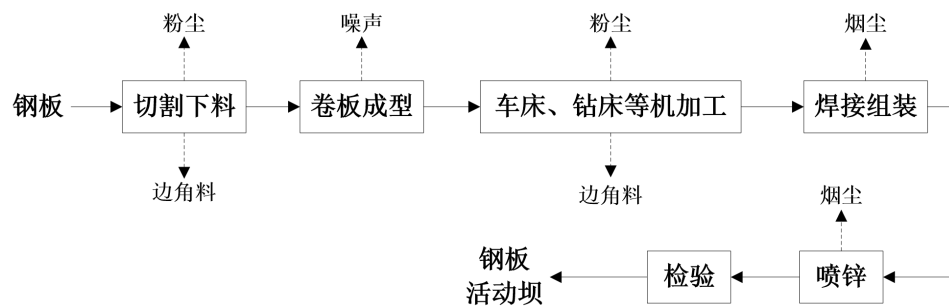 粉尘
噪声
粉尘
烟尘
钢板
切割下料
卷板成型
车床、钻床等机加工
焊接组装
边角料
边角料
烟尘
钢板
活动坝
检验
喷锌